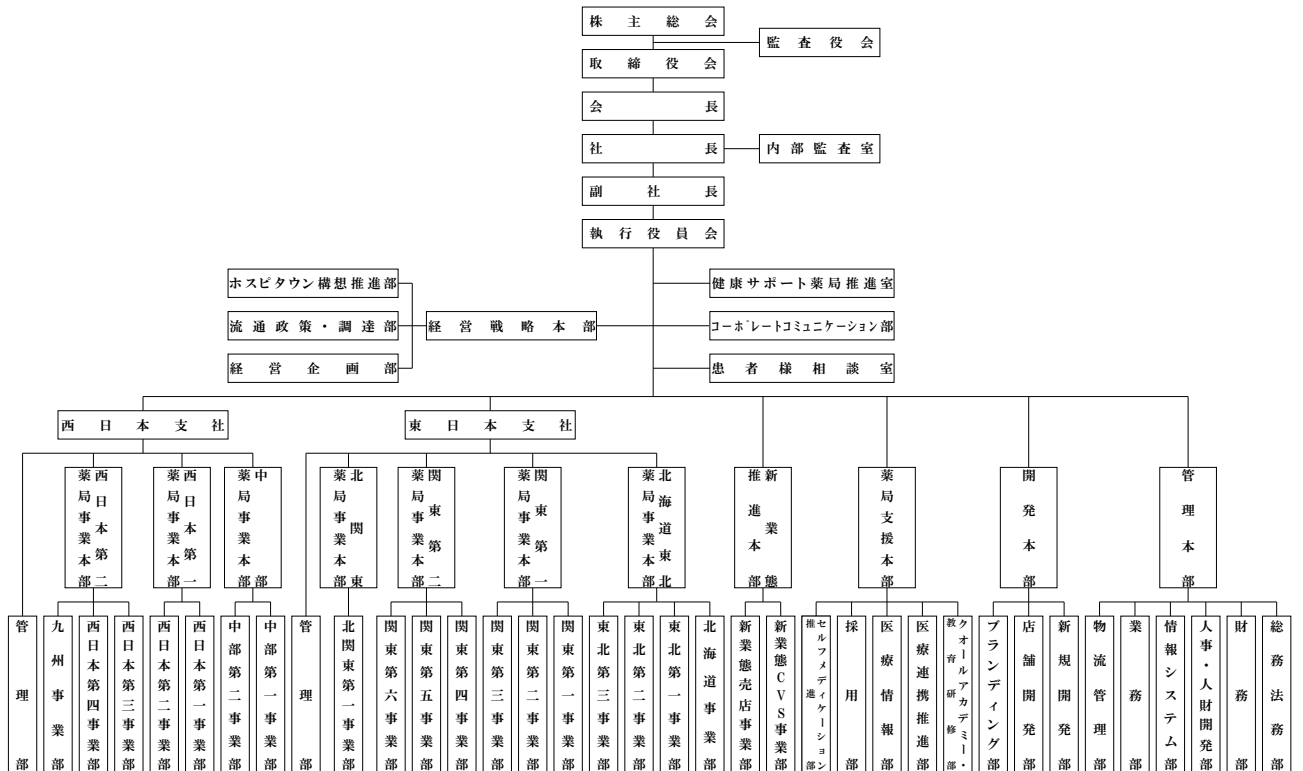 株主総会
監査役会
取締役会
会長
社長
内部監査室
副社長
執行役員会
ホスピタウン構想推進部
健康サポート薬局推進室
流通政策・調達部
経営戦略本部
コーポレートコミュニケーション部
経営企画部
患者様相談室
西日本支社
東日本支社
西日本第二
薬局事業本部
西日本第一
薬局事業本部
中部
薬局事業本部
北関東
薬局事業本部
関東第二
薬局事業本部
関東第一
薬局事業本部
北海道東北
薬局事業本部
新業態
推進本部
薬局支援本部
開発本部
管理本部
管理部
九州事業部
西日本第四事業部
西日本第三事業部
西日本第二事業部
西日本第一事業部
中部第二事業部
中部第一事業部
管理部
北関東第一事業部
関東第六事業部
関東第五事業部
関東第四事業部
関東第三事業部
関東第二事業部
関東第一事業部
東北第三事業部
東北第二事業部
東北第一事業部
北海道事業部
新業態売店事業部
新業態CVS事業部
セルフメディケーション
推進部
採用部
医療情報部
医療連携推進部
クオールアカデミー・
教育研修部
ブランディング部
店舗開発部
新規開発部
物流管理部
業務部
情報システム部
人事・人財開発部
財務部
総務法務部